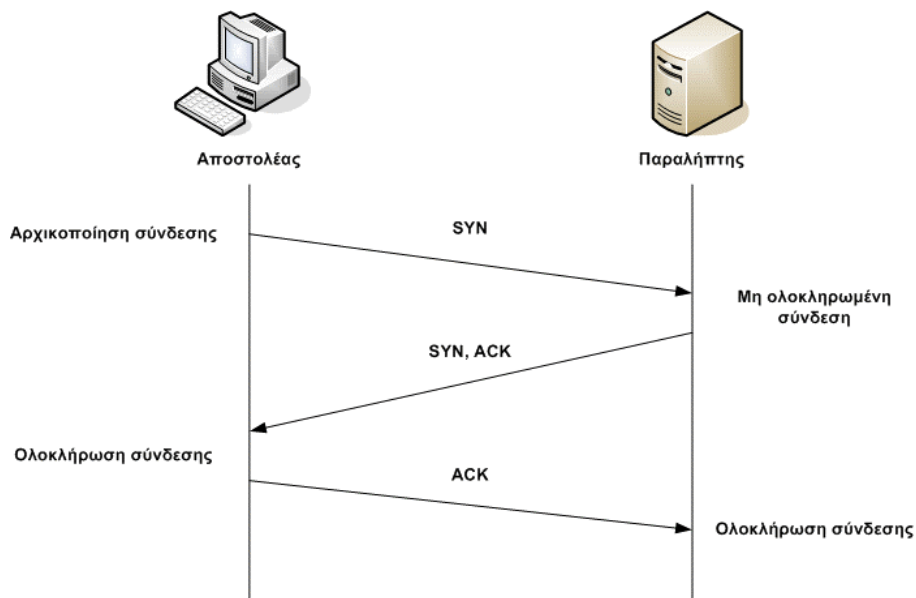 Αποστολέας
Παραλήπτης
Αρχικοποίηση σύνδεσης
SYN
Μη ολοκληρωμένη
σύνδεση
SYN, ACK
Ολοκλήρωση σύνδεσης
ACK
Ολοκλήρωση σύνδεσης